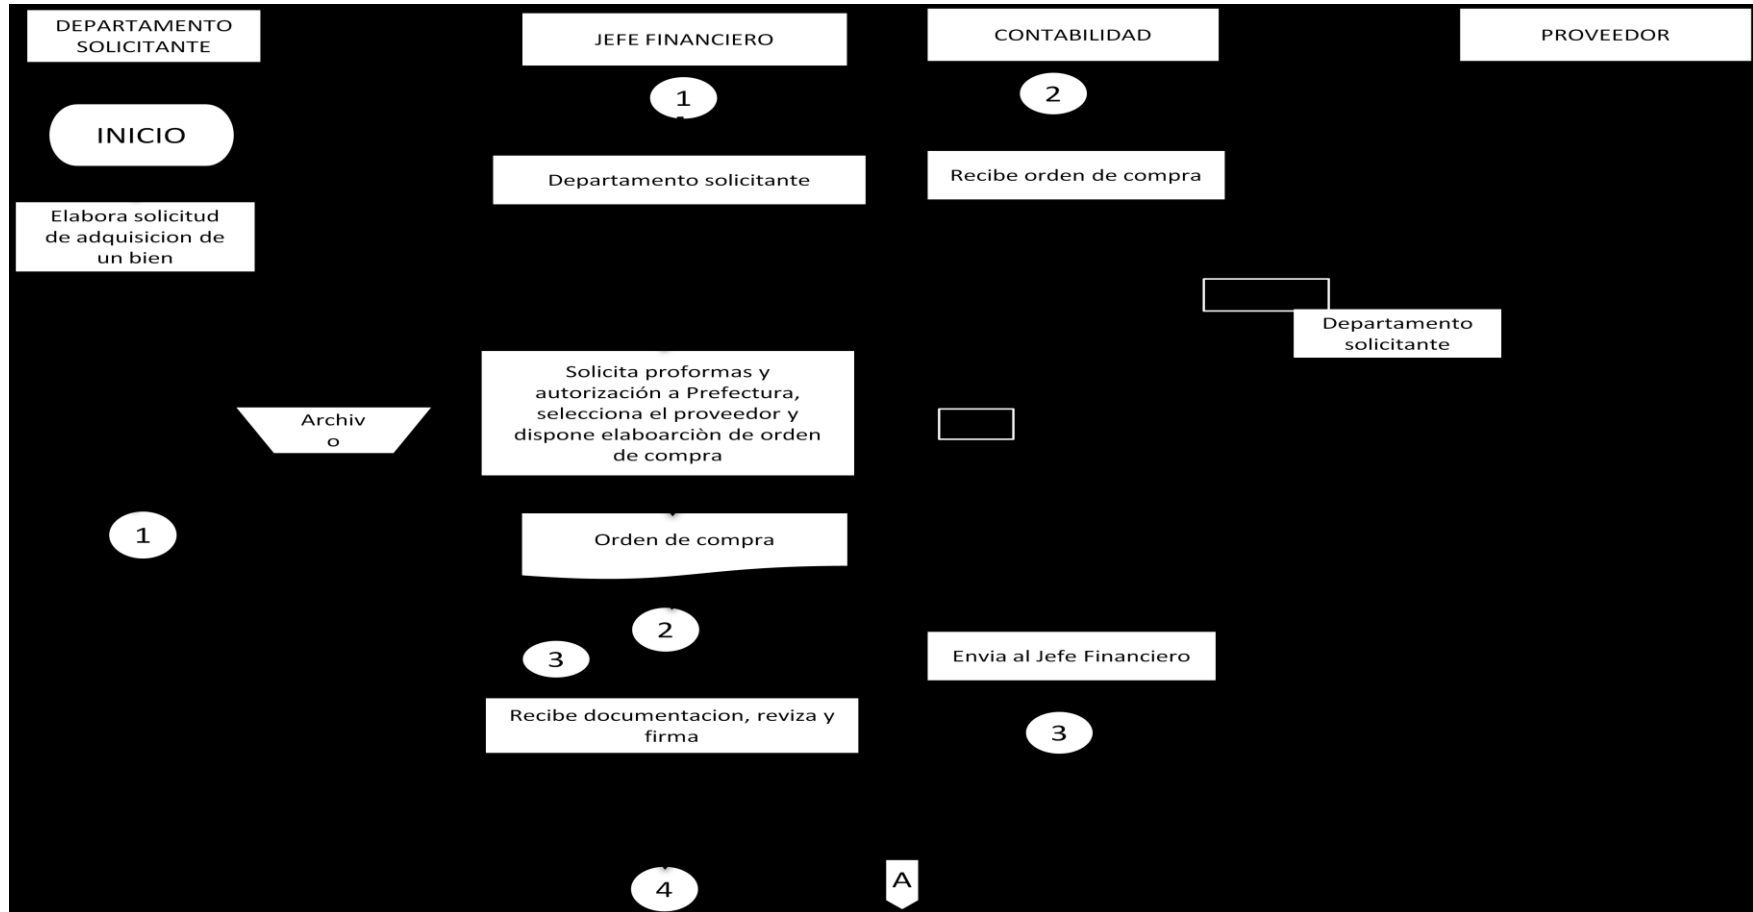 DEPARTAMENTO
SOLICITANTE
JEFE FINANCIERO
CONTABILIDAD
PROVEEDOR
INICIO
Elabora solicitud
de adquisicion de
un bien
Archiv
o
1
1
Departamento solicitante
Solicita proformas y
autorización a Prefectura,
selecciona el proveedor y
dispone elaboarciòn de orden
de compra
Orden de compra
2
3
Recibe documentacion, reviza y
firma
4
2
Recibe orden de compra
Departamento
solicitante
Envia al Jefe Financiero
3
A